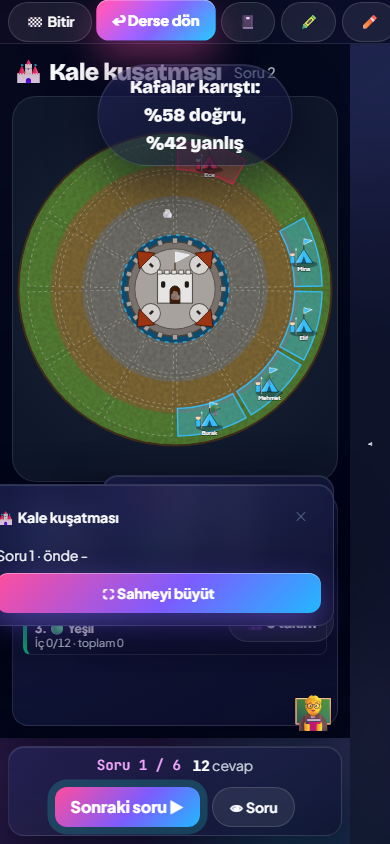 Bitir
Derse dön
Kale kuşatması Soru 2
Kafalar karıştı:
%58 doğru,
%42 yanlış
Ece
Mina
Elif
Mehmet
Burak
Kale kuşatması
Soru 1 · önde -
Sahneyi büyüt
3. Yeşil
İç 0/12 · toplam 0
Soru 1 / 6 12 cevap
Sonraki soru
Soru